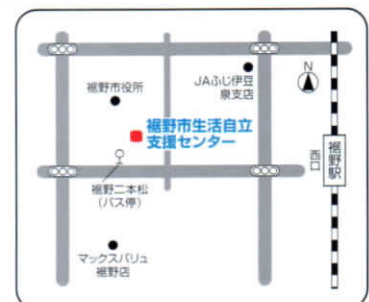 JAふじ伊豆
泉支店
N
裾野市役所
裾野市生活自立
支援センター
西口
裾野駅
裾野二本松
(バス停)
マックスバリュ
裾野店